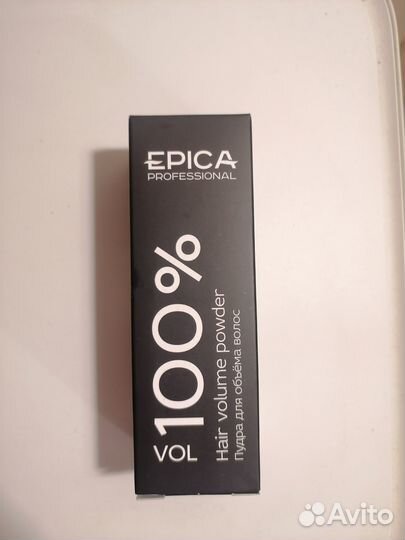 EPICA
PROFESSIONAL
VOL 100%
Hair volume powder
Пудра для объёма волос
Avito